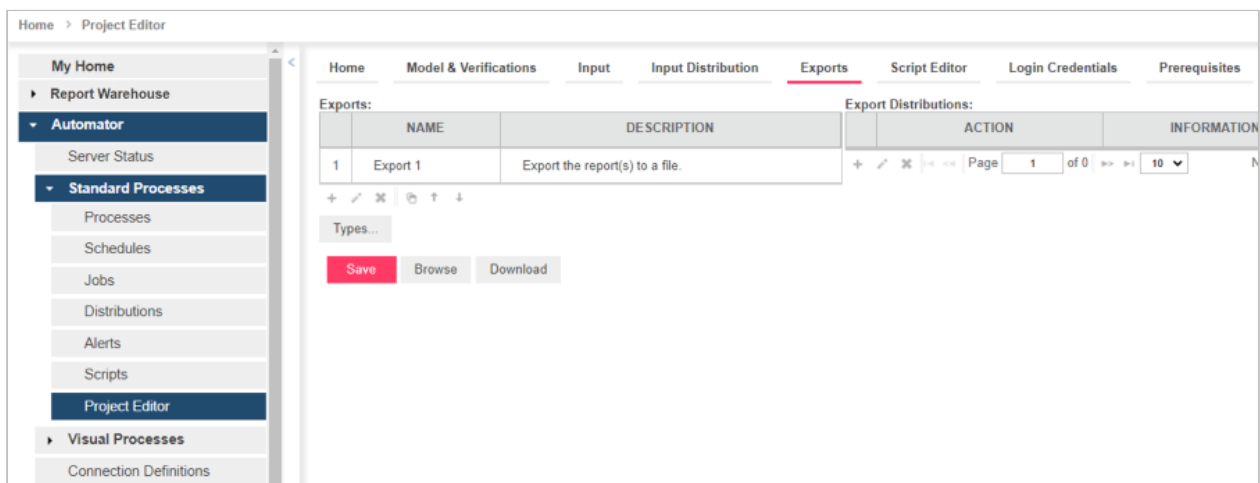 Home > Project Editor
My Home
Report Warehouse
Automator
Server Status
Standard Processes
Processes
Schedules
Jobs
Distributions
Alerts
Scripts
Project Editor
Visual Processes
Connection Definitions
Home Model & Verifications Input Input Distribution Exports Script Editor Login Credentials Prerequisites
Exports: Export Distributions:
NAME DESCRIPTION ACTION INFORMATION
1 Export 1 Export the report(s) to a file. Page 1 of 0 10
Types...
Save Browse Download